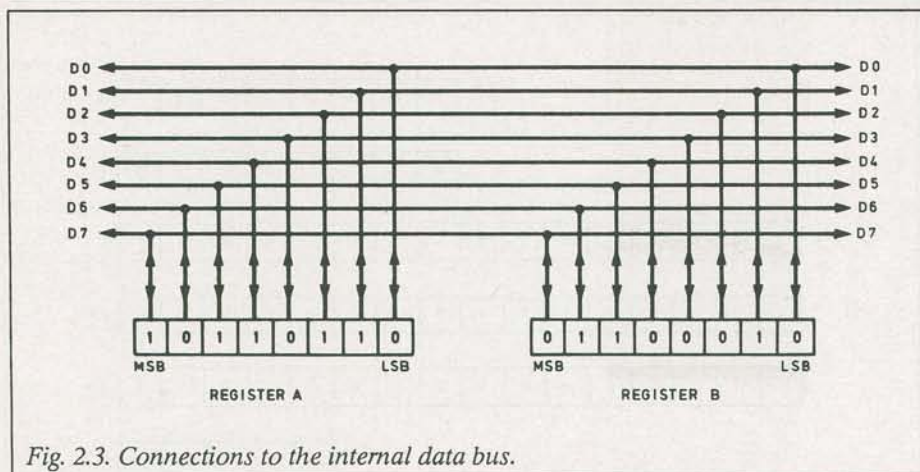 D0 D0
D1 D1
D2 D2
D3 D3
D4 D4
D5 D5
D6 D6
D7 D7
1 0 1 1 0 1 1 0 0 1 1 0 0 0 1 0
MSB LSB MSB LSB
REGISTER A REGISTER B
Fig. 2.3. Connections to the internal data bus.